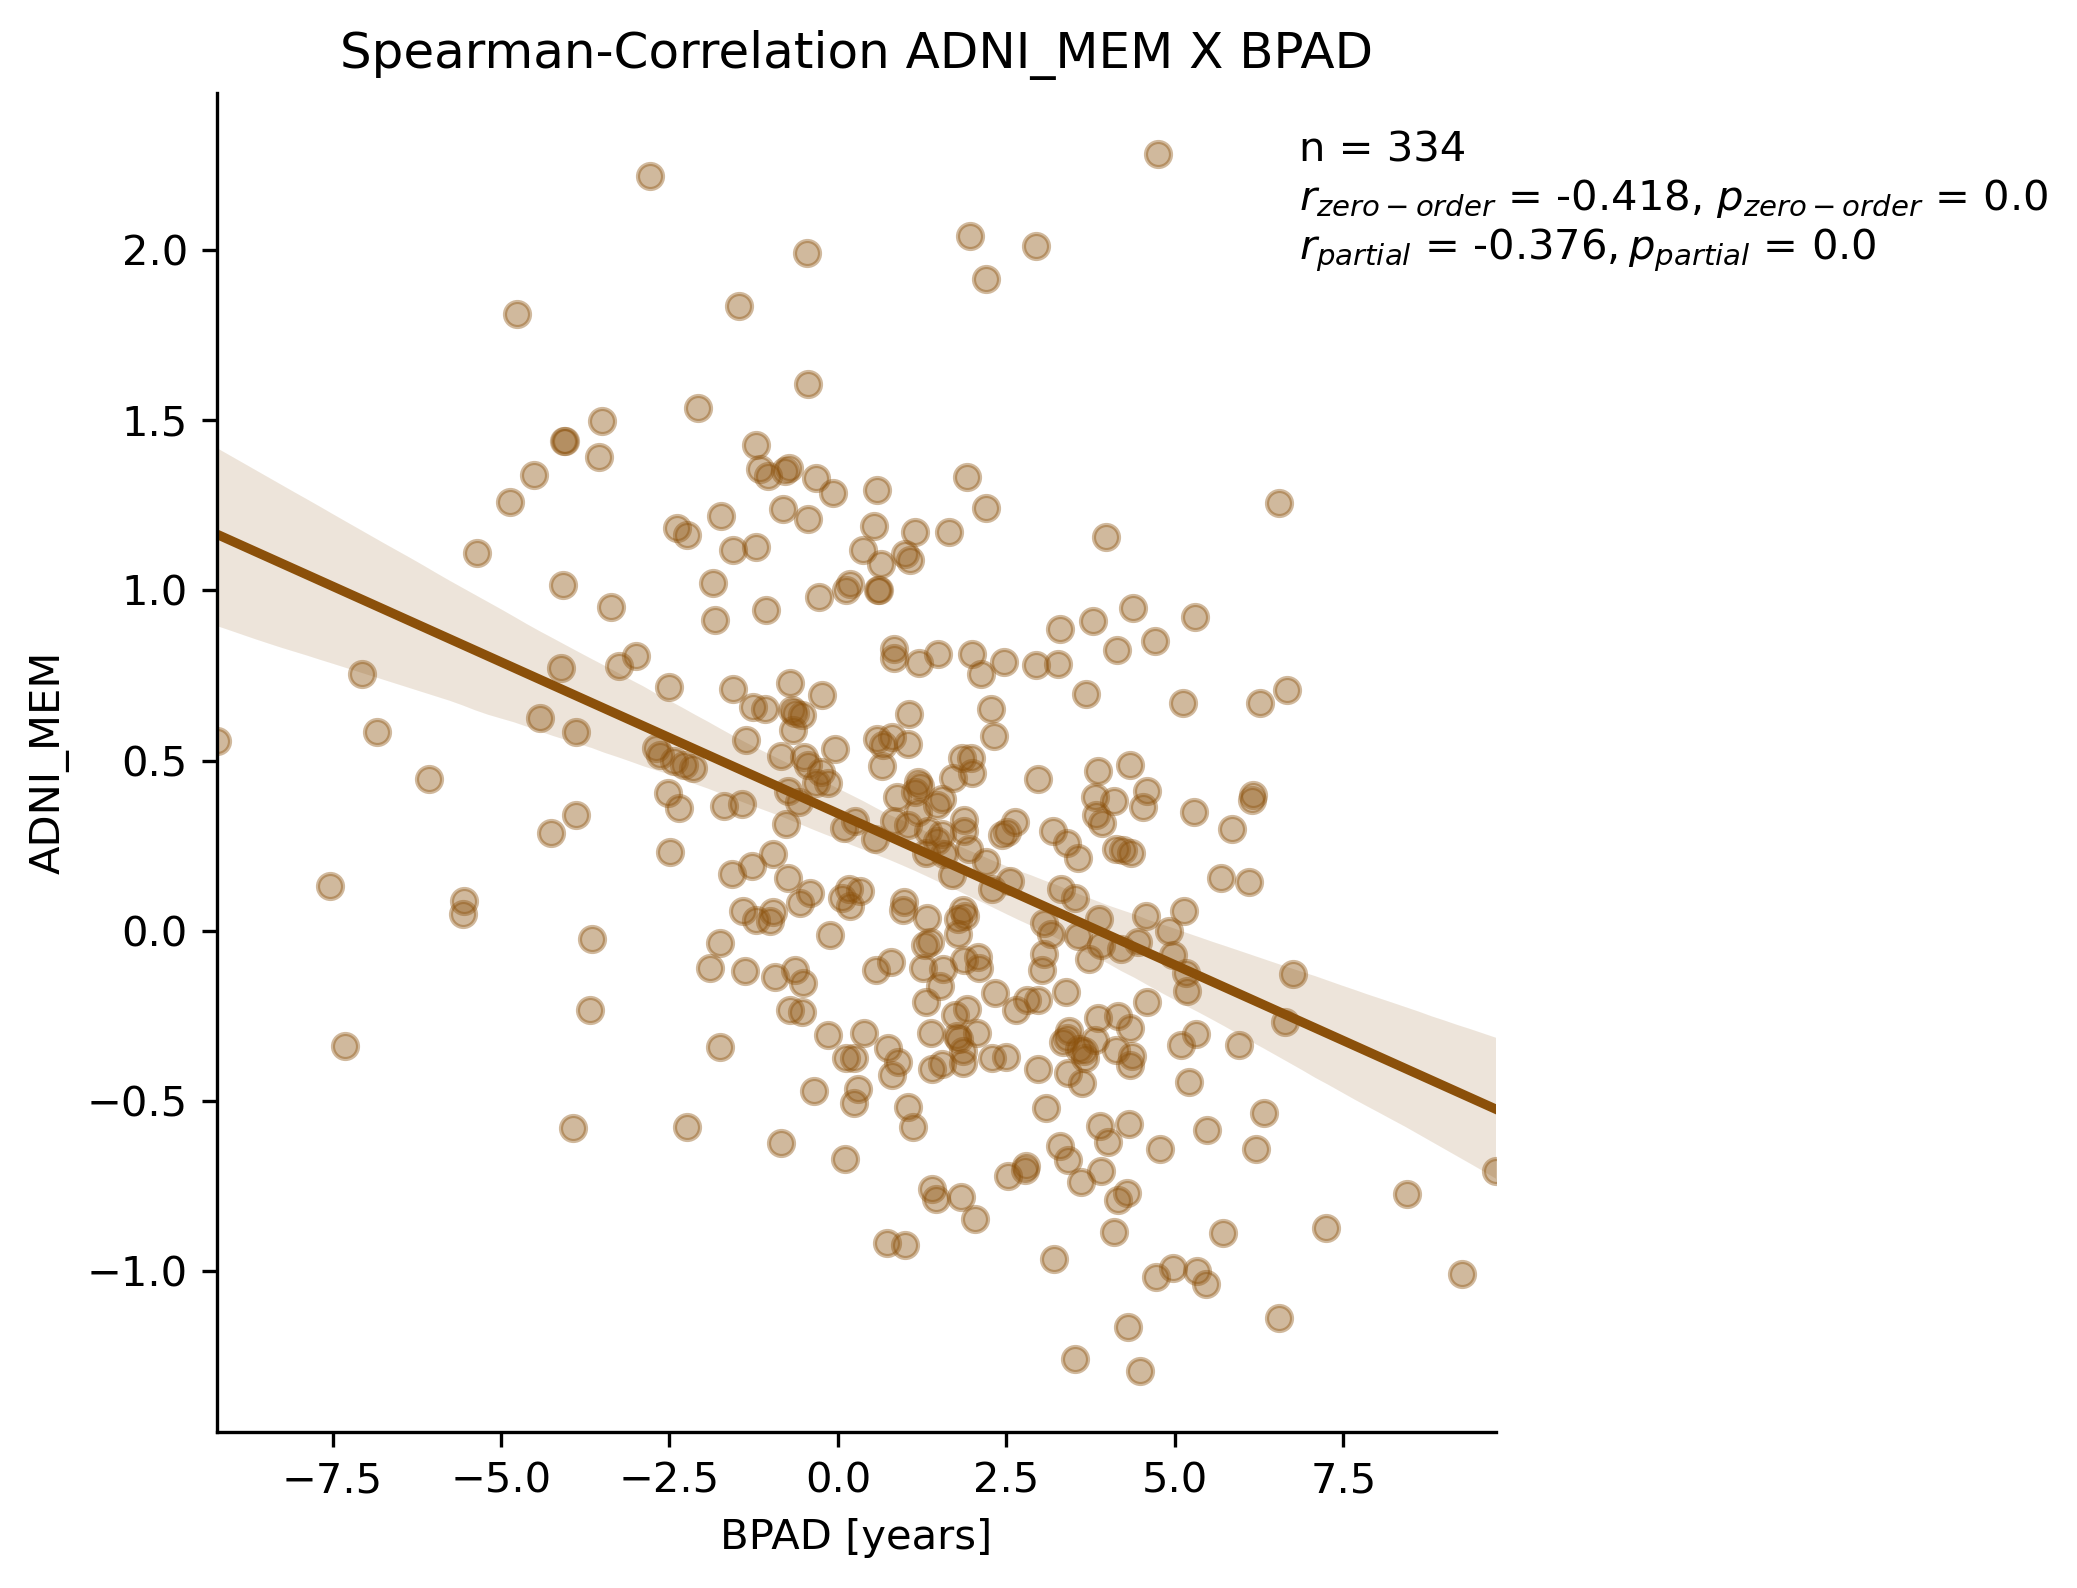 Spearman-Correlation ADNI_MEM X BPAD
n = 334
r_zero-order = -0.418, p_zero-order = 0.0
r_partial = -0.376, p_partial = 0.0
ADNI_MEM
2.0
1.5
1.0
0.5
0.0
−0.5
−1.0
−7.5 −5.0 −2.5 0.0 2.5 5.0 7.5
BPAD [years]